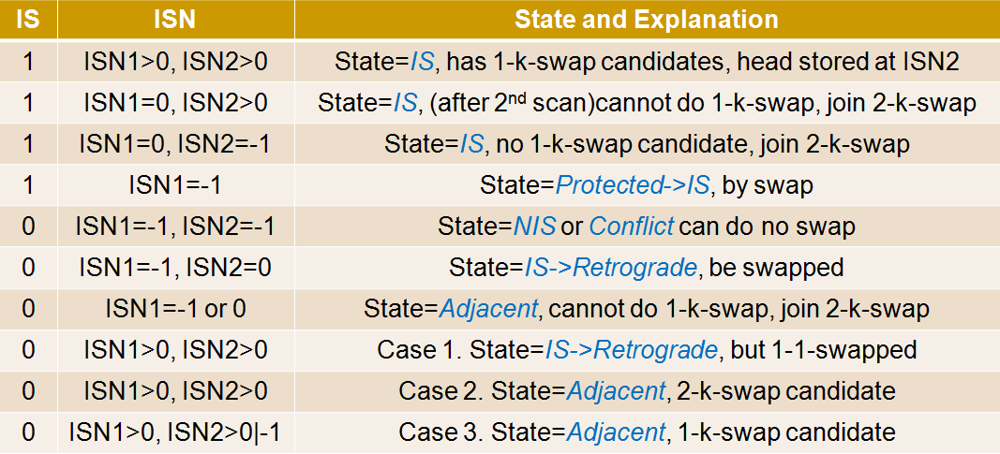 IS ISN State and Explanation
1 ISN1>0, ISN2>0 State=IS, has 1-k-swap candidates, head stored at ISN2
1 ISN1=0, ISN2>0 State=IS, (after 2nd scan)cannot do 1-k-swap, join 2-k-swap
1 ISN1=0, ISN2=-1 State=IS, no 1-k-swap candidate, join 2-k-swap
1 ISN1=-1 State=Protected->IS, by swap
0 ISN1=-1, ISN2=-1 State=NIS or Conflict can do no swap
0 ISN1=-1, ISN2=0 State=IS->Retrograde, be swapped
0 ISN1=-1 or 0 State=Adjacent, cannot do 1-k-swap, join 2-k-swap
0 ISN1>0, ISN2>0 Case 1. State=IS->Retrograde, but 1-1-swapped
0 ISN1>0, ISN2>0 Case 2. State=Adjacent, 2-k-swap candidate
0 ISN1>0, ISN2>0|-1 Case 3. State=Adjacent, 1-k-swap candidate